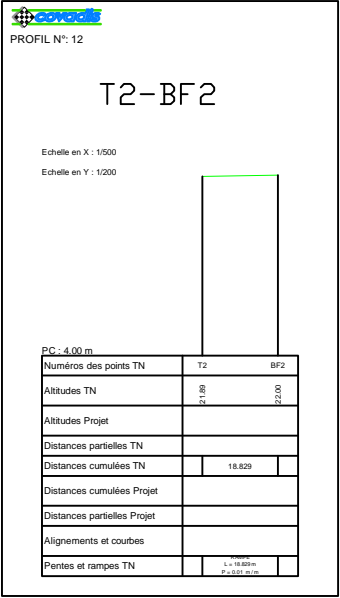 covadis
PROFIL N°: 12
T2-BF2
Echelle en X : 1/500
Echelle en Y : 1/200
PC : 4.00 m
Numéros des points TN T2 BF2
Altitudes TN 21.89 22.00
Altitudes Projet
Distances partielles TN
Distances cumulées TN 18.829
Distances cumulées Projet
Distances partielles Projet
Alignements et courbes
Pentes et rampes TN
L = 18.829 m
P = 0.01 m / m